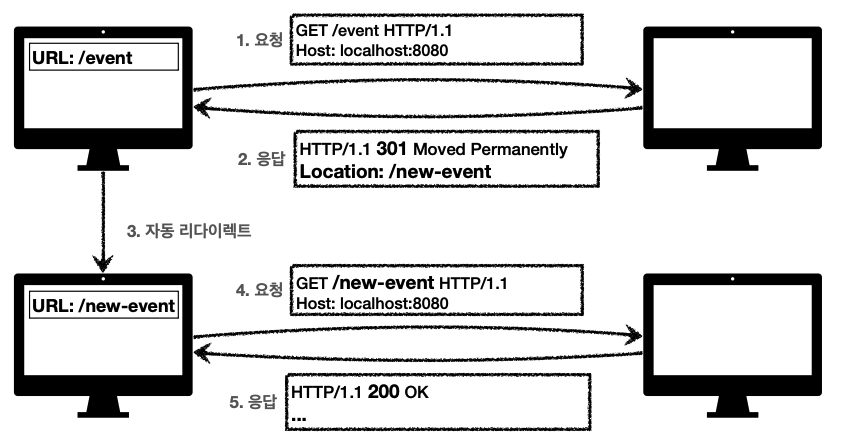 URL: /event
1. 요청
GET /event HTTP/1.1
Host: localhost:8080
2. 응답
HTTP/1.1 301 Moved Permanently
Location: /new-event
3. 자동 리다이렉트
URL: /new-event
4. 요청
GET /new-event HTTP/1.1
Host: localhost:8080
5. 응답
HTTP/1.1 200 OK
...